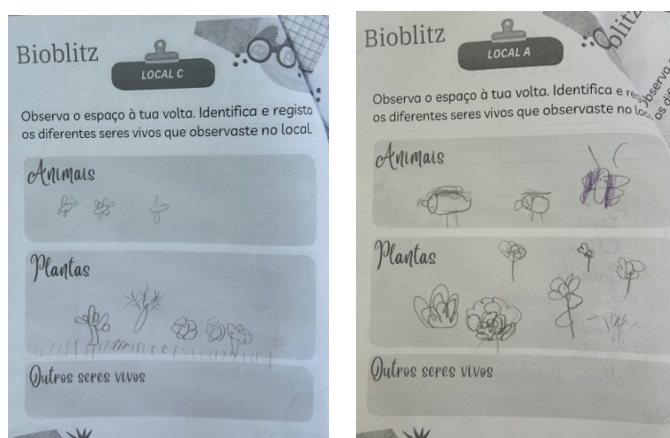 Bioblitz
LOCAL C
Observa o espaço à tua volta. Identifica e regista
os diferentes seres vivos que observaste no local.
Animais
Plantas
Outros seres vivos
Bioblitz
LOCAL A
Observa o espaço à tua volta. Identifica e
os diferentes seres vivos que observaste no
Animais
Plantas
Outros seres vivos